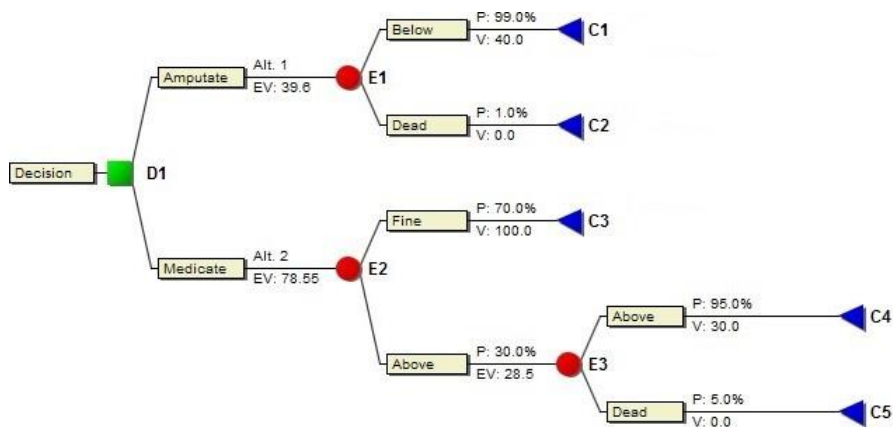 P: 99.0%
Below
C1
V: 40.0
Alt. 1
Amputate
E1
EV: 39.6
P: 1.0%
Dead
C2
V: 0.0
Decision
D1
P: 70.0%
Fine
C3
V: 100.0
Alt. 2
Medicate
E2
EV: 78.55
P: 95.0%
Above
C4
V: 30.0
P: 30.0%
Above
E3
EV: 28.5
P: 5.0%
Dead
C5
V: 0.0